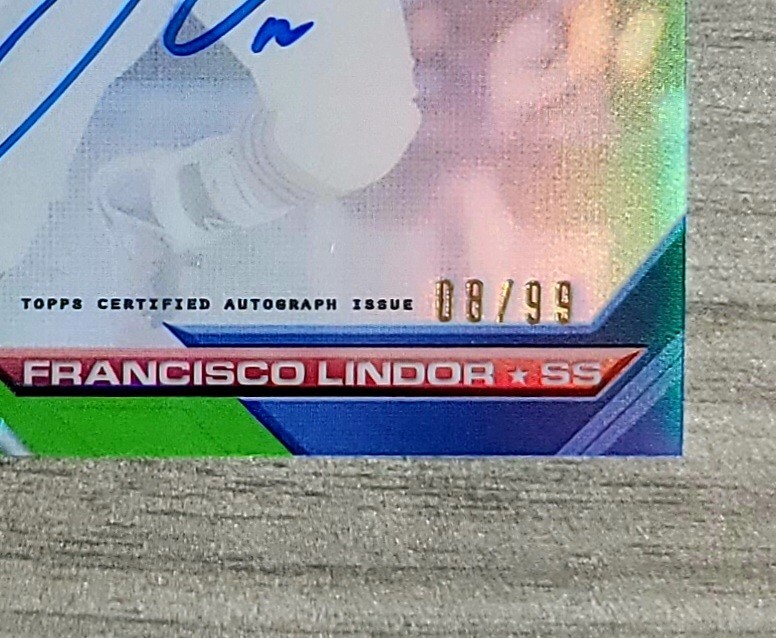 TOPPS CERTIFIED AUTOGRAPH ISSUE 08/99
FRANCISCO LINDOR ★ SS